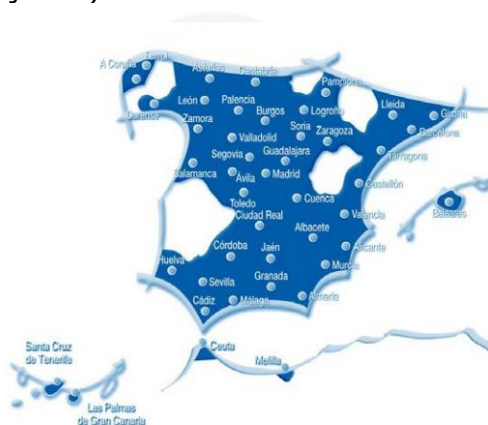 A Coruña
Ferrol
Asturias
Cantabria
Pamplona
Ourense
León
Palencia
Burgos
Logroño
Lleida
Girona
Zamora
Valladolid
Soria
Zaragoza
Barcelona
Segovia
Guadalajara
Tarragona
Salamanca
Ávila
Madrid
Castellón
Toledo
Cuenca
Ciudad Real
Valencia
Baleares
Albacete
Córdoba
Jaén
Alicante
Huelva
Murcia
Sevilla
Granada
Cádiz
Málaga
Almería
Ceuta
Melilla
Santa Cruz
de Tenerife
Las Palmas
de Gran Canaria